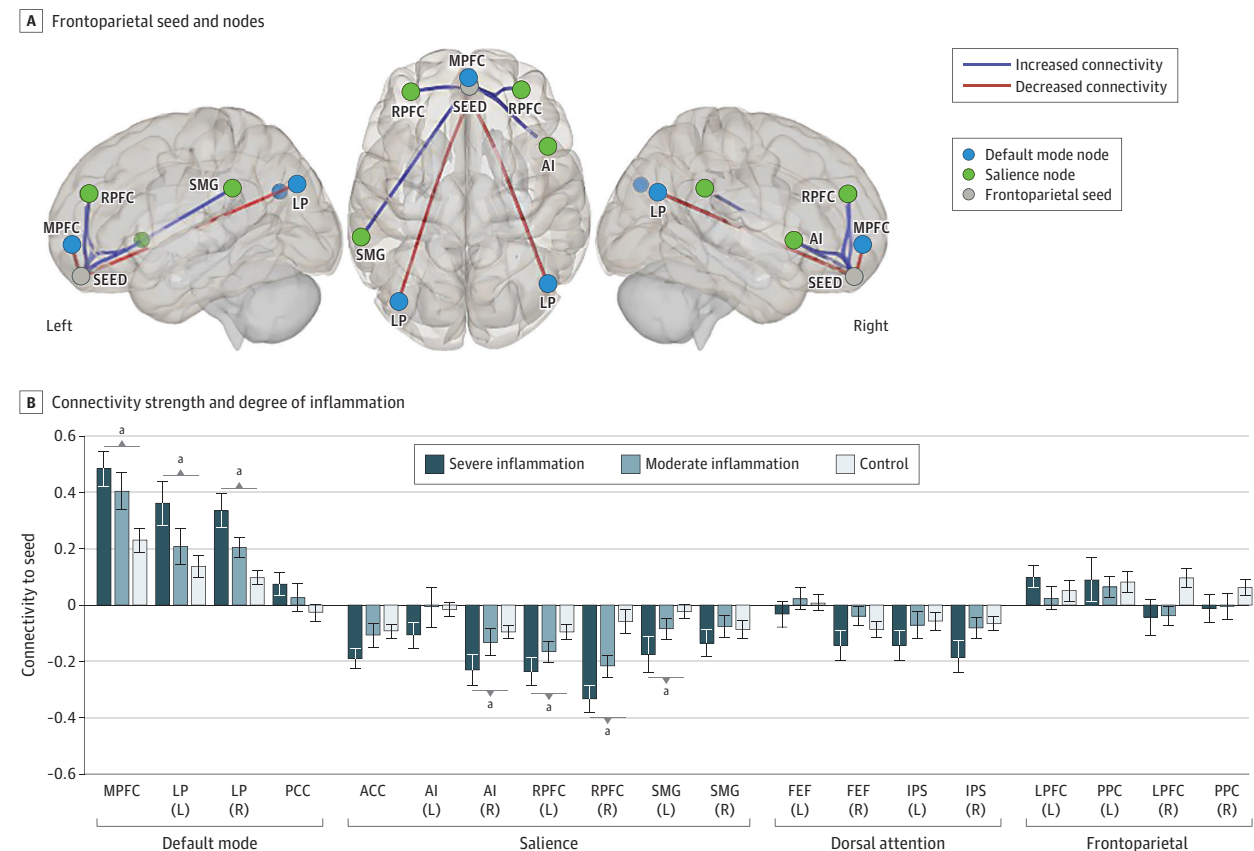 A Frontoparietal seed and nodes
MPFC
RPFC
SEED
RPFC
AI
SMG
LP
LP
RPFC
SMG
LP
MPFC
SEED
Left
LP
RPFC
AI
MPFC
SEED
Right
Increased connectivity
Decreased connectivity
Default mode node
Salience node
Frontoparietal seed
B Connectivity strength and degree of inflammation
Connectivity to seed
0.6
0.4
0.2
0
-0.2
-0.4
-0.6
Severe inflammation Moderate inflammation Control
a
a
a
a
a
a
a
MPFC LP LP PCC ACC AI AI RPFC RPFC SMG SMG FEF FEF IPS IPS LPFC PPC LPFC PPC
(L) (R) (L) (R) (L) (R) (L) (R) (L) (R) (L) (R) (L) (L) (R) (R)
Default mode Salience Dorsal attention Frontoparietal